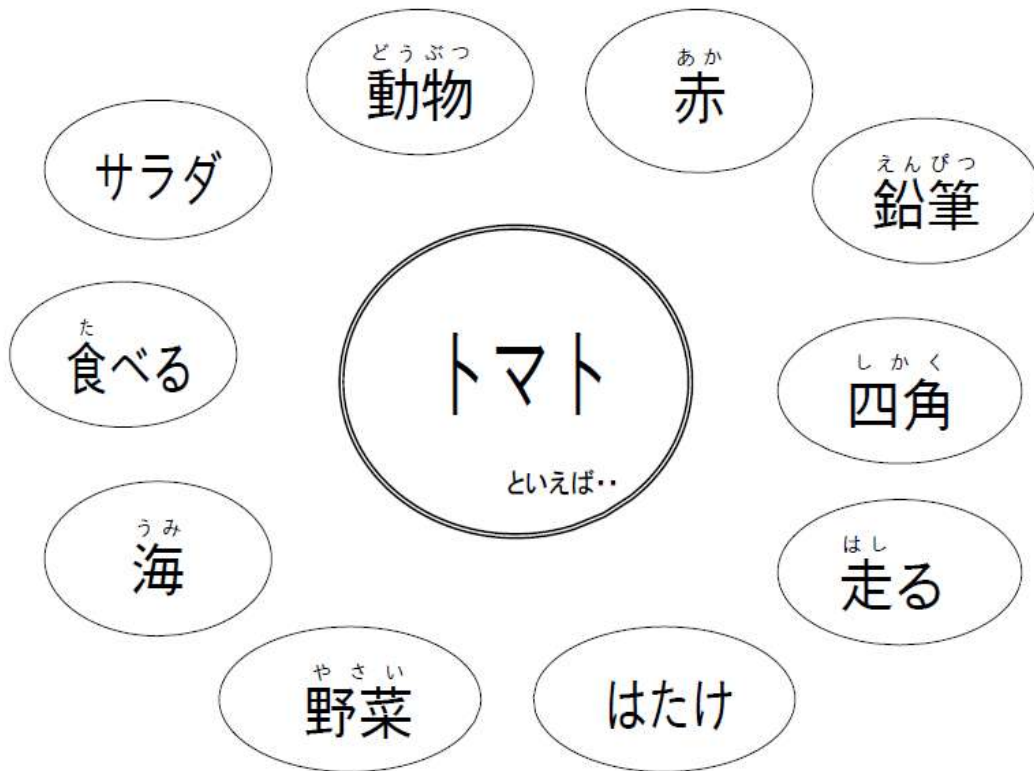 どうぶつ
動物
あか
赤
えんぴつ
鉛筆
サラダ
トマト
といえば‥
た
食べる
しかく
四角
うみ
海
はし
走る
やさい
野菜
はたけ